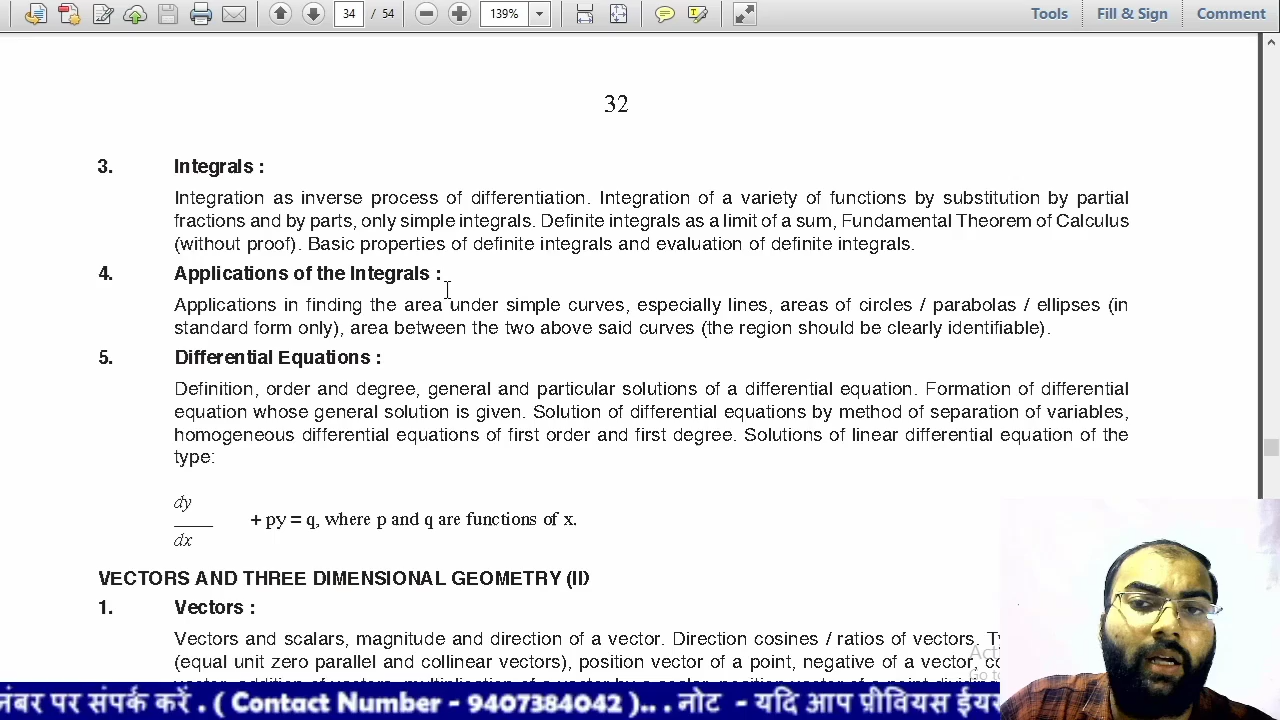 34 / 54 139% Tools Fill & Sign Comment
32
3. Integrals :
Integration as inverse process of differentiation. Integration of a variety of functions by substitution by partial
fractions and by parts, only simple integrals. Definite integrals as a limit of a sum, Fundamental Theorem of Calculus
(without proof). Basic properties of definite integrals and evaluation of definite integrals.
4. Applications of the Integrals :
Applications in finding the area under simple curves, especially lines, areas of circles / parabolas / ellipses (in
standard form only), area between the two above said curves (the region should be clearly identifiable).
5. Differential Equations :
Definition, order and degree, general and particular solutions of a differential equation. Formation of differential
equation whose general solution is given. Solution of differential equations by method of separation of variables,
homogeneous differential equations of first order and first degree. Solutions of linear differential equation of the
type:
dy
+ py = q, where p and q are functions of x.
dx
VECTORS AND THREE DIMENSIONAL GEOMETRY (II)
1. Vectors :
Vectors and scalars, magnitude and direction of a vector. Direction cosines / ratios of vectors.
(equal unit zero parallel and collinear vectors), position vector of a point, negative of a vector,
नंबर पर संपर्क करें . ( Contact Number - 9407384042 ).. . नोट - यदि आप प्रीवियस ईयर